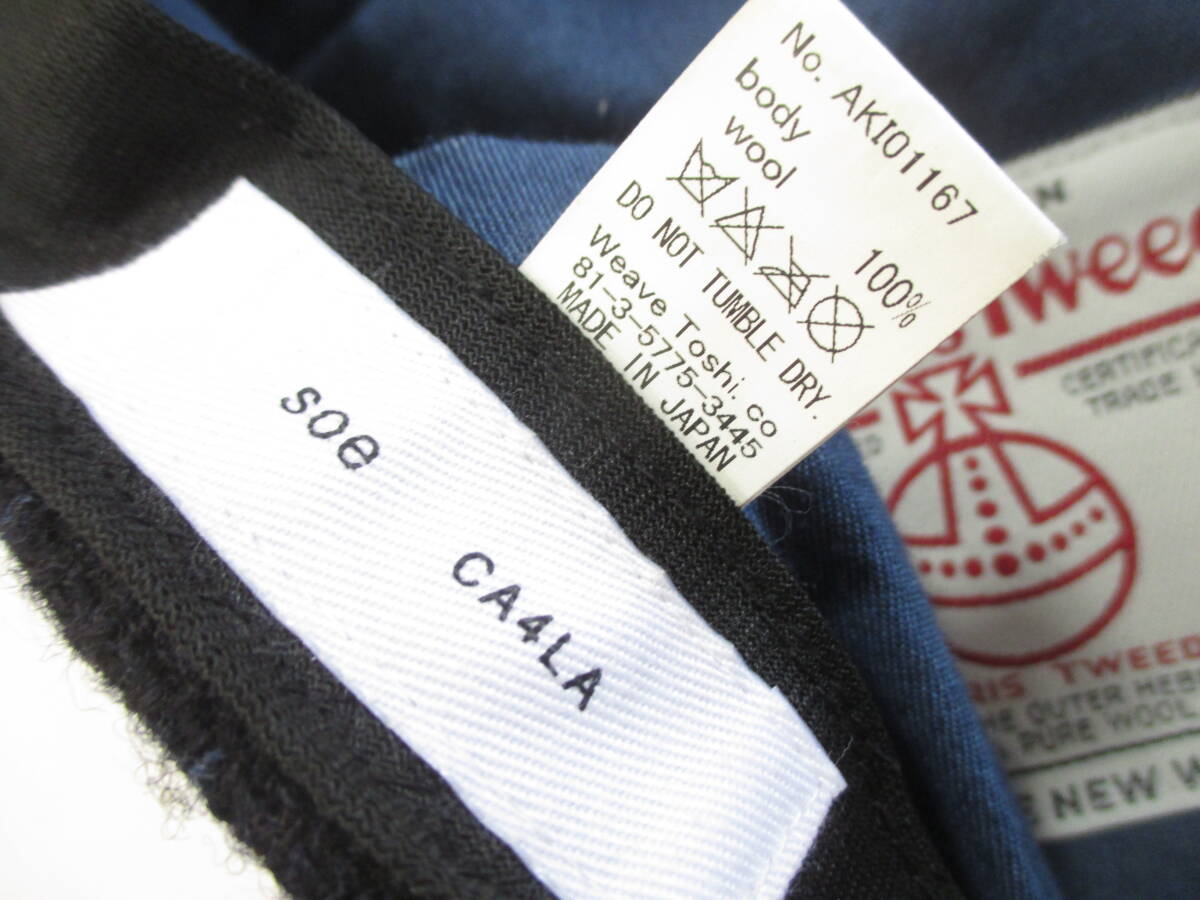 No. AKI01167
body
wool 100%
DO NOT TUMBLE DRY.
Weave Toshi. co
81-3-5775-3445
MADE IN JAPAN
soe
CA4LA
Tweed
CERTIFICA
TRADE
RIS TWEED
HE OUTER HEB
PURE WOOL
NEW W